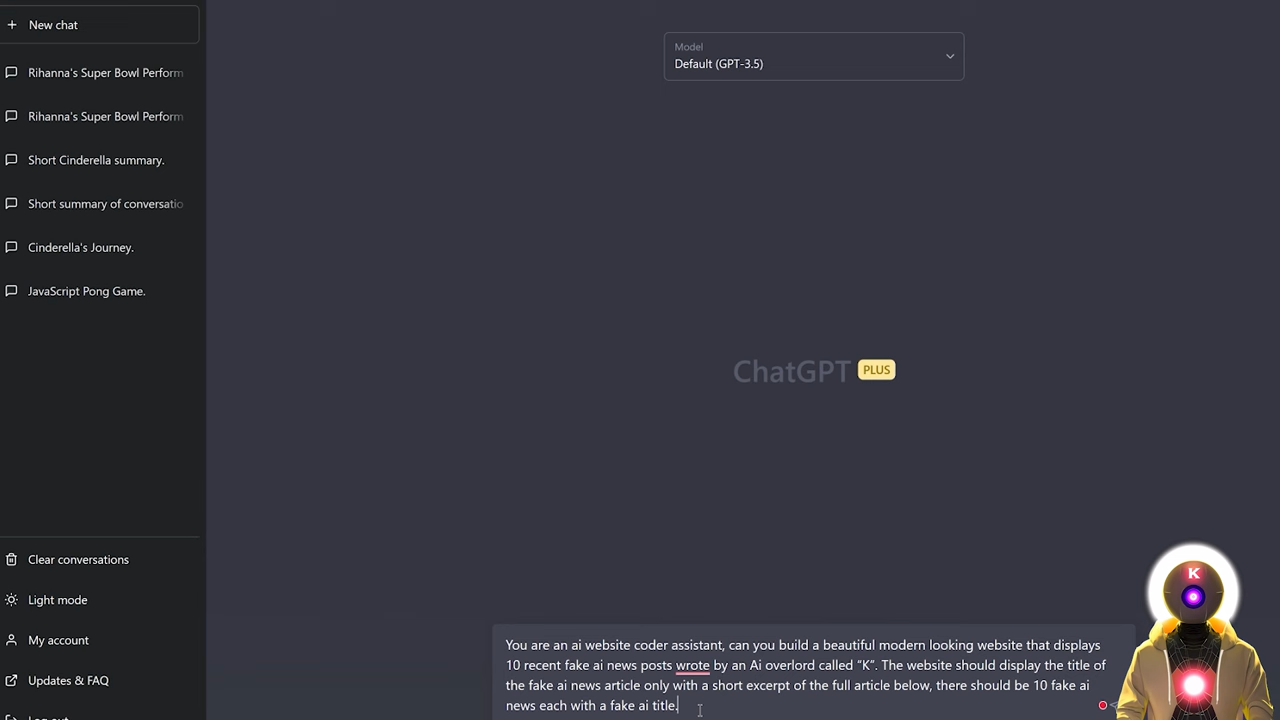 New chat
Rihanna's Super Bowl Perform
Rihanna's Super Bowl Perform
Short Cinderella summary.
Short summary of conversatio
Cinderella's Journey.
JavaScript Pong Game.
Clear conversations
Light mode
My account
Updates & FAQ
Log out
Model
Default (GPT-3.5)
ChatGPT PLUS
You are an ai website coder assistant, can you build a beautiful modern looking website that displays
10 recent fake ai news posts wrote by an Ai overlord called “K”. The website should display the title of
the fake ai news article only with a short excerpt of the full article below, there should be 10 fake ai
news each with a fake ai title.
K